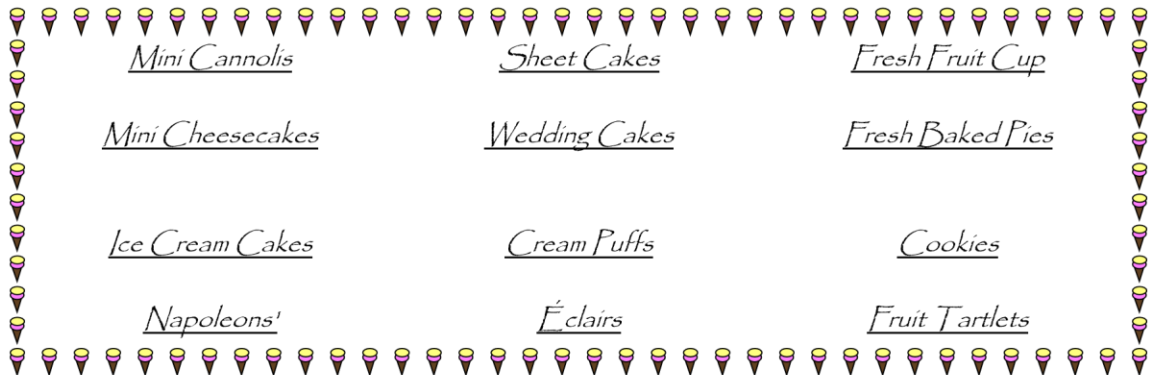 Mini Cannolis Sheet Cakes Fresh Fruit Cup
Mini Cheesecakes Wedding Cakes Fresh Baked Pies
Ice Cream Cakes Cream Puffs Cookies
Napoleons' Éclairs Fruit Tartlets